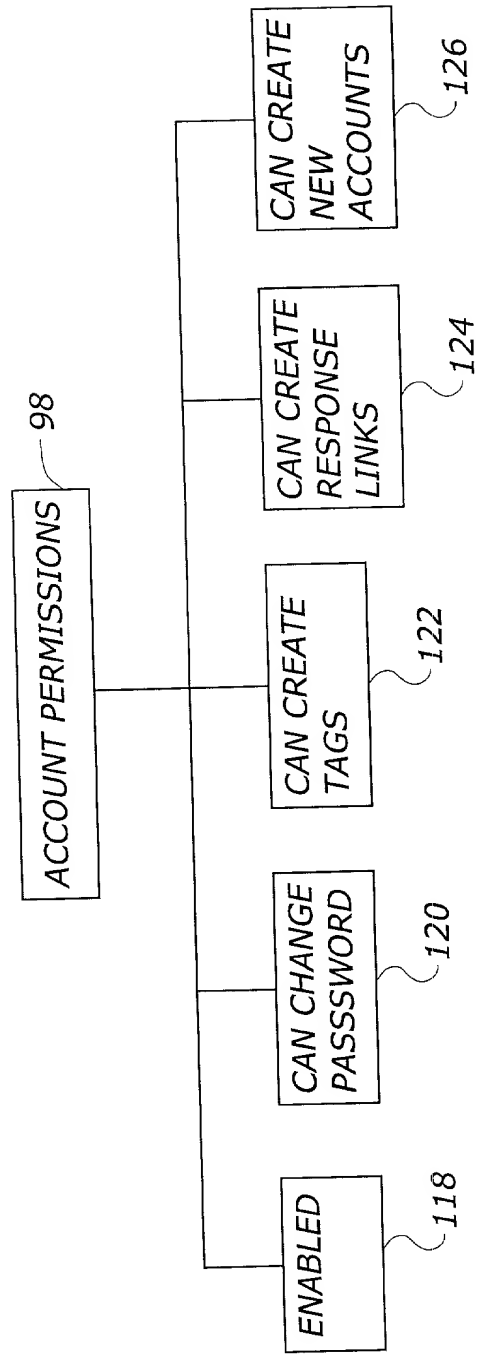 ACCOUNT PERMISSIONS
98
ENABLED
118
CAN CHANGE
PASSSWORD
120
CAN CREATE
TAGS
122
CAN CREATE
RESPONSE
LINKS
124
CAN CREATE
NEW
ACCOUNTS
126